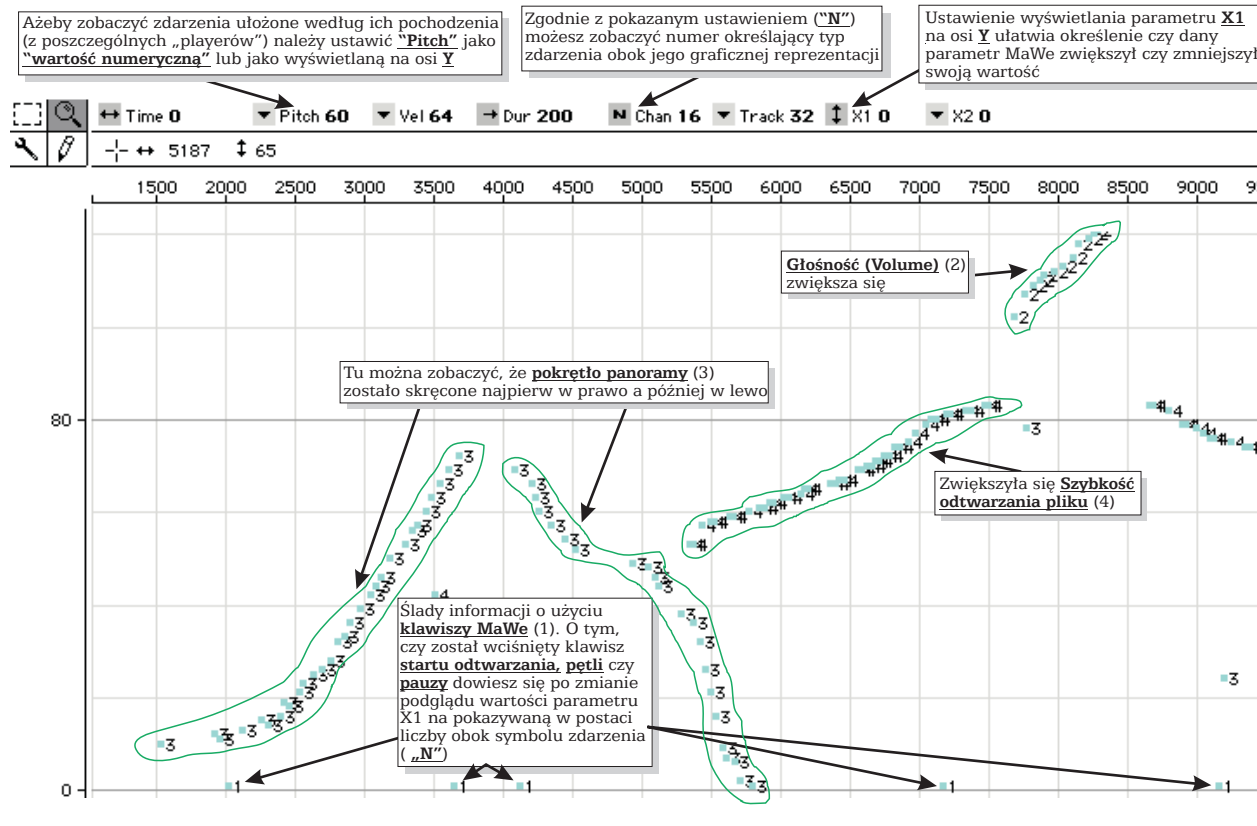 Ażeby zobaczyć zdarzenia ułożone według ich pochodzenia
(z poszczególnych „playerów”) należy ustawić “Pitch” jako
“wartość numeryczną” lub jako wyświetlaną na osi Y
Zgodnie z pokazanym ustawieniem (“N”)
możesz zobaczyć numer określający typ
zdarzenia obok jego graficznej reprezentacji
Ustawienie wyświetlania parametru X1
na osi Y ułatwia określenie czy dany
parametr MaWe zwiększył czy zmniejszył
swoją wartość
Time 0 Pitch 60 Vel 64 Dur 200 N Chan 16 Track 32 X1 0 X2 0
5187 65
1500 2000 2500 3000 3500 4000 4500 5000 5500 6000 6500 7000 7500 8000 8500 9000
Głośność (Volume) (2)
zwiększa się
Tu można zobaczyć, że pokrętło panoramy (3)
zostało skręcone najpierw w prawo a później w lewo
80
Zwiększyła się Szybkość
odtwarzania pliku (4)
Ślady informacji o użyciu
klawiszy MaWe (1). O tym,
czy został wciśnięty klawisz
startu odtwarzania, pętli czy
pauzy dowiesz się po zmianie
podglądu wartości parametru
X1 na pokazywaną w postaci
liczby obok symbolu zdarzenia
( „N”)
0
1 1 1 1 1